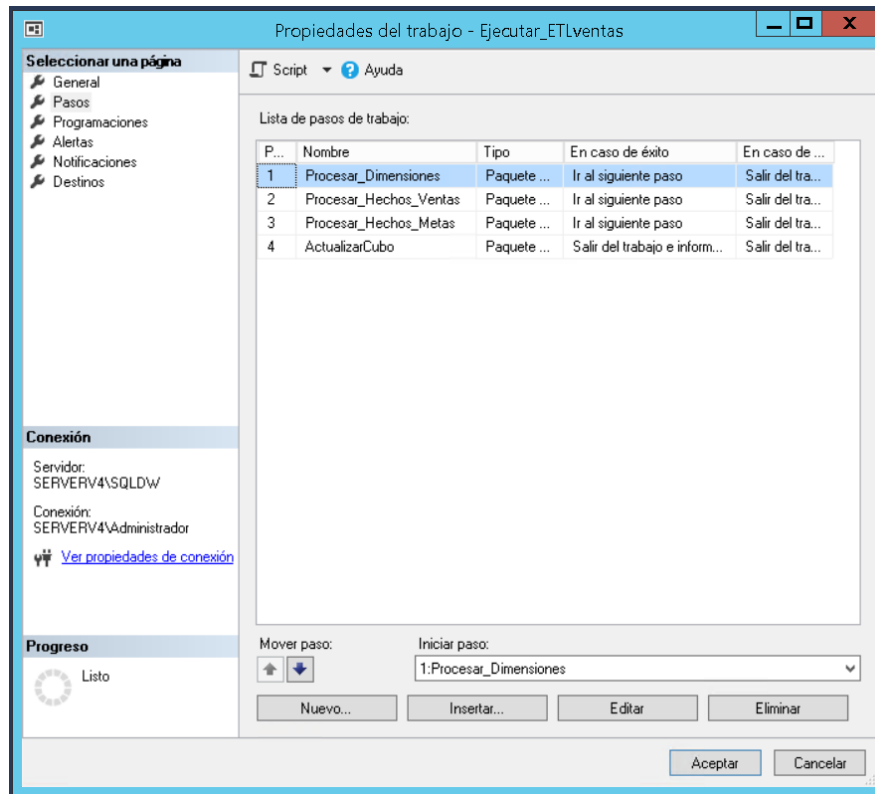 Propiedades del trabajo - Ejecutar_ETLventas
Seleccionar una página
General
Pasos
Programaciones
Alertas
Notificaciones
Destinos
Script
Ayuda
Lista de pasos de trabajo:
P... Nombre Tipo En caso de éxito En caso de ...
1 Procesar_Dimensiones Paquete ... Ir al siguiente paso Salir del tra...
2 Procesar_Hechos_Ventas Paquete ... Ir al siguiente paso Salir del tra...
3 Procesar_Hechos_Metas Paquete ... Ir al siguiente paso Salir del tra...
4 ActualizarCubo Paquete ... Salir del trabajo e inform... Salir del tra...
Conexión
Servidor:
SERVERV4\SQLDW
Conexión:
SERVERV4\Administrador
Ver propiedades de conexión
Progreso
Listo
Mover paso:
Iniciar paso:
1:Procesar_Dimensiones
Nuevo... Insertar... Editar Eliminar
Aceptar Cancelar